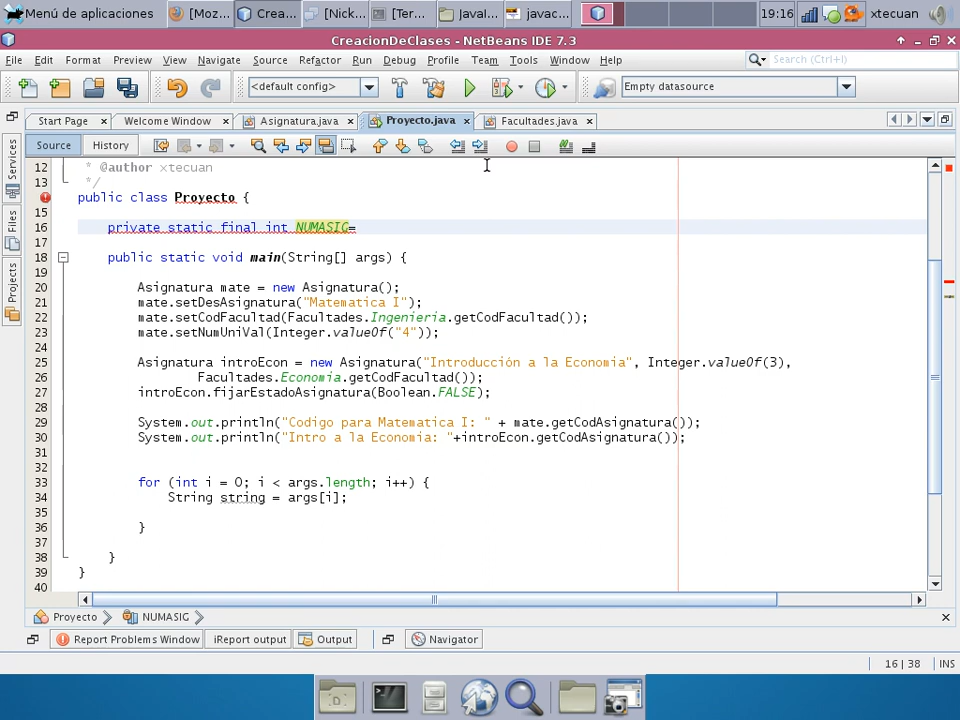 Menú de aplicaciones [Moz... Crea... [Nick... [Ter... Javal... javac... 19:16 xtecuan
CreacionDeClases - NetBeans IDE 7.3
File Edit Format Preview View Navigate Source Refactor Run Debug Profile Team Tools Window Help Search (Ctrl+I)
<default config> Empty datasource
Start Page Welcome Window Asignatura.java Proyecto.java Facultades.java
Source History
Services
Files
Projects
12 * @author xtecuan
13 */
public class Proyecto {
15
16 private static final int NUMASIG=
17
18 public static void main(String[] args) {
19
20 Asignatura mate = new Asignatura();
21 mate.setDesAsignatura("Matematica I");
22 mate.setCodFacultad(Facultades.Ingenieria.getCodFacultad());
23 mate.setNumUniVal(Integer.valueOf("4"));
24
25 Asignatura introEcon = new Asignatura("Introducción a la Economia", Integer.valueOf(3),
26 Facultades.Economia.getCodFacultad());
27 introEcon.fijarEstadoAsignatura(Boolean.FALSE);
28
29 System.out.println("Codigo para Matematica I: " + mate.getCodAsignatura());
30 System.out.println("Intro a la Economia: "+introEcon.getCodAsignatura());
31
32
33 for (int i = 0; i < args.length; i++) {
34 String string = args[i];
35
36 }
37
38 }
39 }
40
Proyecto NUMASIG
Report Problems Window iReport output Output Navigator
16 | 38 INS